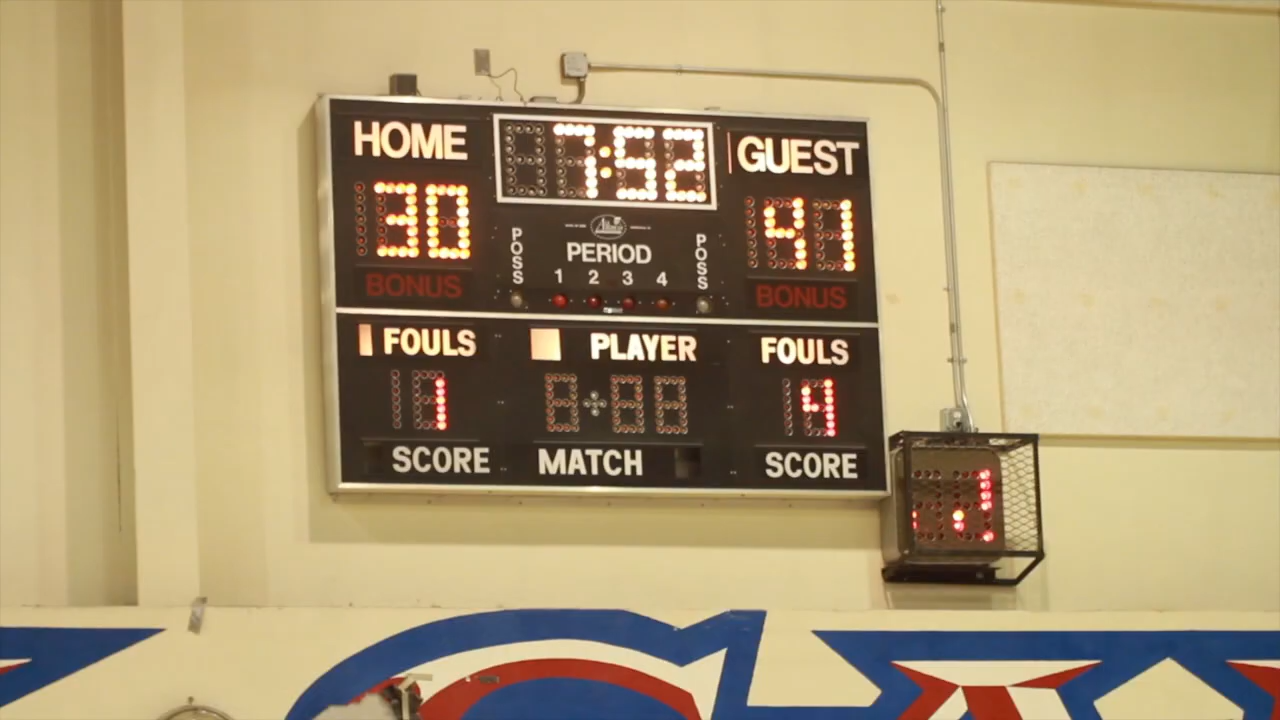 HOME 7:52 GUEST
30 41
POSS PERIOD POSS
1 2 3 4
BONUS BONUS
FOULS PLAYER FOULS
1 4
SCORE MATCH SCORE